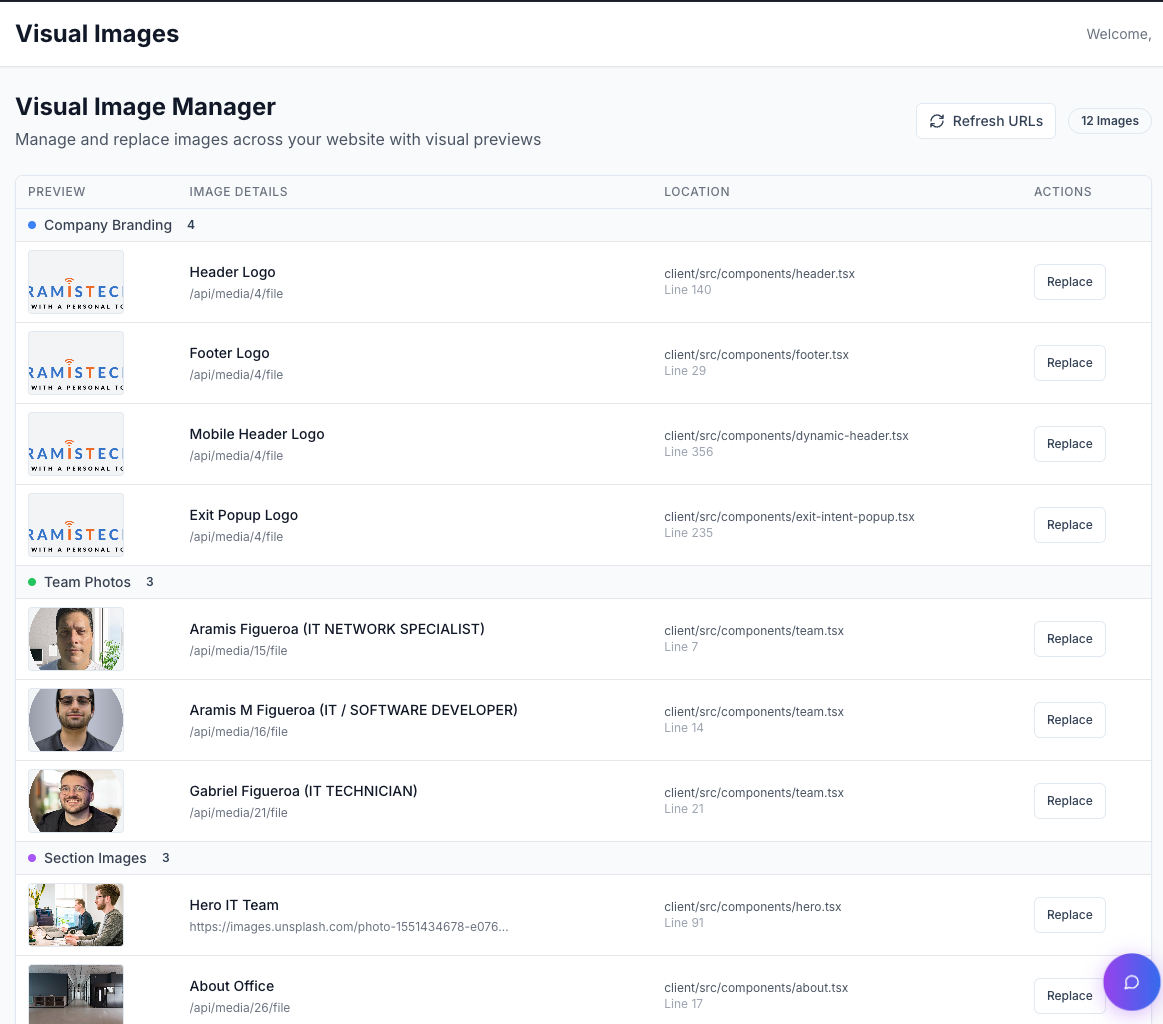 Visual Images
Welcome,
Visual Image Manager
Manage and replace images across your website with visual previews
Refresh URLs
12 Images
PREVIEW IMAGE DETAILS LOCATION ACTIONS
Company Branding 4
RAMISTEC
WITH A PERSONAL TO
Header Logo
/api/media/4/file
client/src/components/header.tsx
Line 140
Replace
RAMISTEC
WITH A PERSONAL TO
Footer Logo
/api/media/4/file
client/src/components/footer.tsx
Line 29
Replace
RAMISTEC
WITH A PERSONAL TO
Mobile Header Logo
/api/media/4/file
client/src/components/dynamic-header.tsx
Line 356
Replace
RAMISTEC
WITH A PERSONAL TO
Exit Popup Logo
/api/media/4/file
client/src/components/exit-intent-popup.tsx
Line 235
Replace
Team Photos 3
Aramis Figueroa (IT NETWORK SPECIALIST)
/api/media/15/file
client/src/components/team.tsx
Line 7
Replace
Aramis M Figueroa (IT / SOFTWARE DEVELOPER)
/api/media/16/file
client/src/components/team.tsx
Line 14
Replace
Gabriel Figueroa (IT TECHNICIAN)
/api/media/21/file
client/src/components/team.tsx
Line 21
Replace
Section Images 3
Hero IT Team
https://images.unsplash.com/photo-1551434678-e076...
client/src/components/hero.tsx
Line 91
Replace
About Office
/api/media/26/file
client/src/components/about.tsx
Line 17
Replace